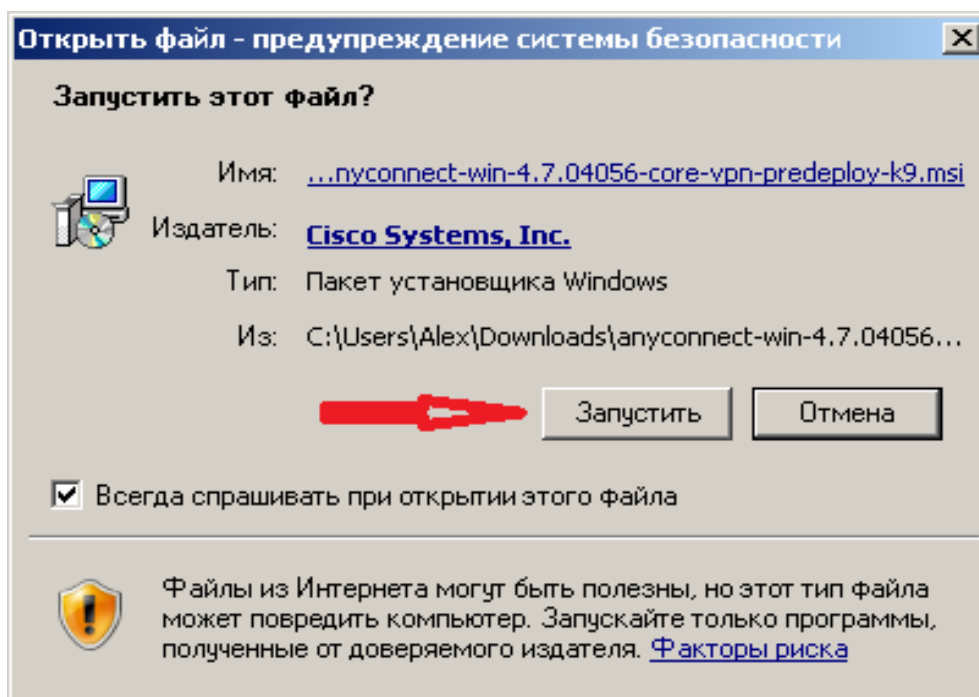 Открыть файл - предупреждение системы безопасности
Запустить этот файл?
Имя: ...nyconnect-win-4.7.04056-core-vpn-predeploy-k9.msi
Издатель: Cisco Systems, Inc.
Тип: Пакет установщика Windows
Из: C:\Users\Alex\Downloads\anyconnect-win-4.7.04056...
Запустить Отмена
Всегда спрашивать при открытии этого файла
Файлы из Интернета могут быть полезны, но этот тип файла
может повредить компьютер. Запускайте только программы,
полученные от доверяемого издателя. Факторы риска